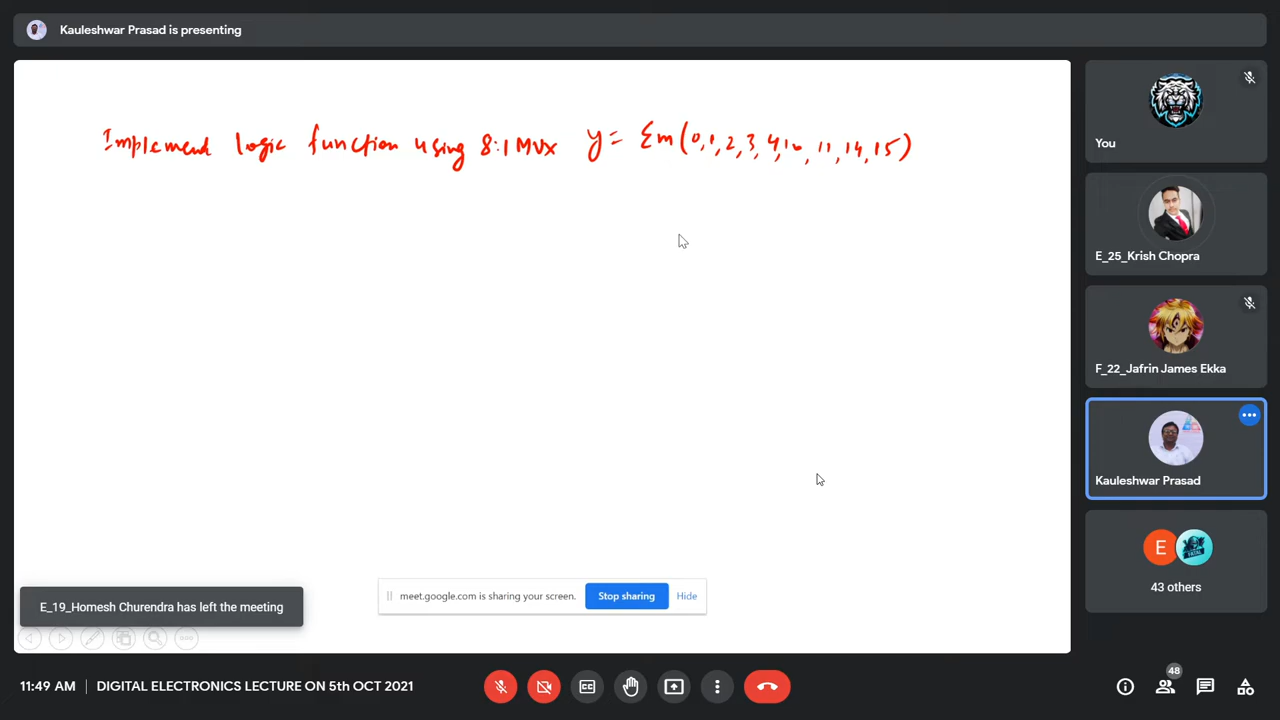 Kauleshwar Prasad is presenting
Implement logic function using 8:1 MUX y = Σm(0,1,2,3,4,10,11,14,15)
You
E_25_Krish Chopra
F_22_Jafrin James Ekka
Kauleshwar Prasad
E
43 others
meet.google.com is sharing your screen. Stop sharing Hide
E_19_Homesh Churendra has left the meeting
11:49 AM | DIGITAL ELECTRONICS LECTURE ON 5th OCT 2021
48